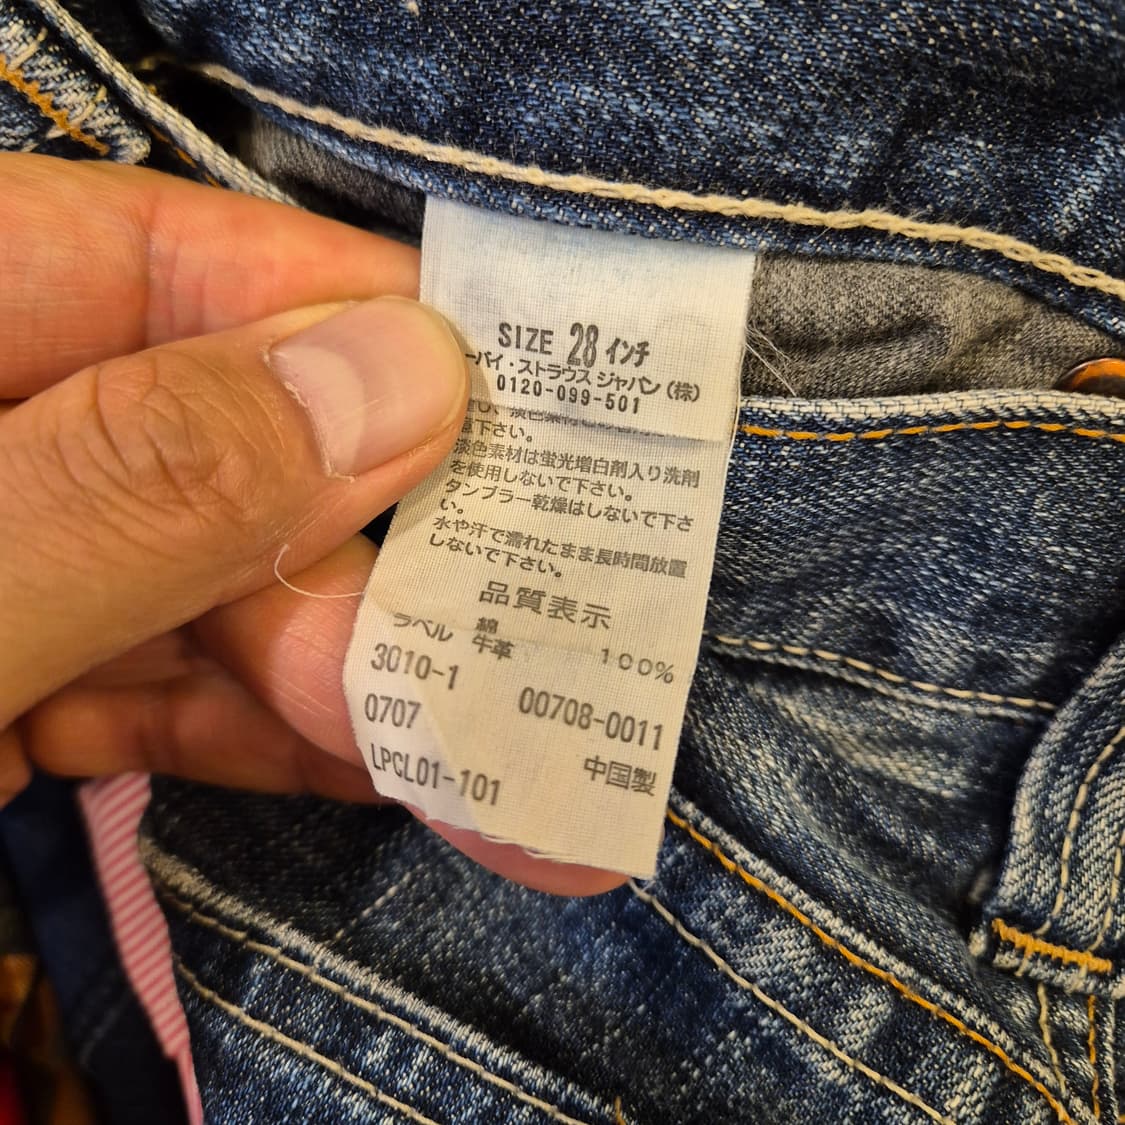 SIZE 28 インチ
ーバイ・ストラウス ジャパン(株)
0120-099-501
意下さい。
淡色素材は蛍光増白剤入り洗剤
を使用しないで下さい。
タンブラー乾燥はしないで下さ
い。
水や汗で濡れたまま長時間放置
しないで下さい。
品質表示
綿 100%
ラベル 牛革
3010-1
0707 00708-0011
LPCL01-101 中国製